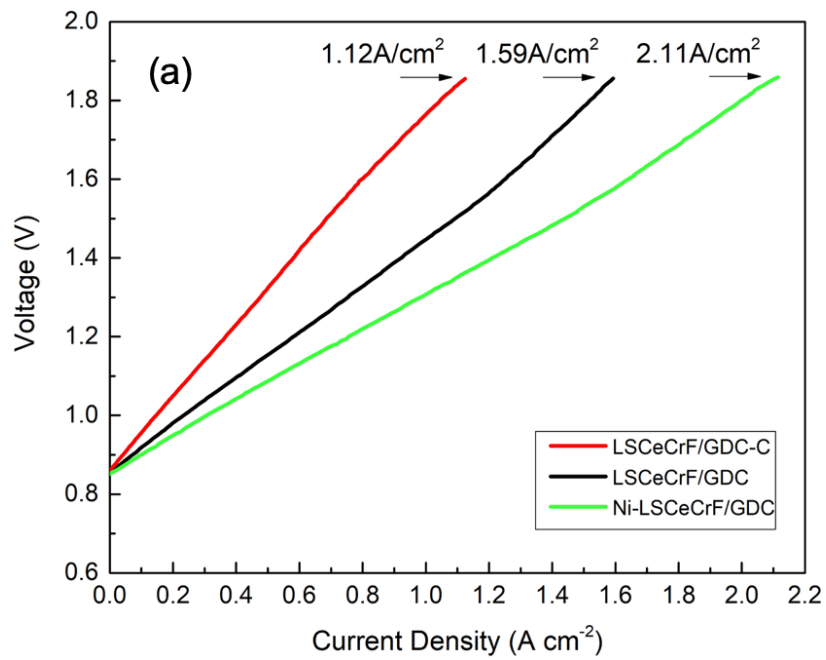 (a)
1.12A/cm² 1.59A/cm² 2.11A/cm²
2.0
1.8
1.6
1.4
1.2
1.0
0.8
0.6
Voltage (V)
LSCeCrF/GDC-C
LSCeCrF/GDC
Ni-LSCeCrF/GDC
0.0 0.2 0.4 0.6 0.8 1.0 1.2 1.4 1.6 1.8 2.0 2.2
Current Density (A cm⁻²)